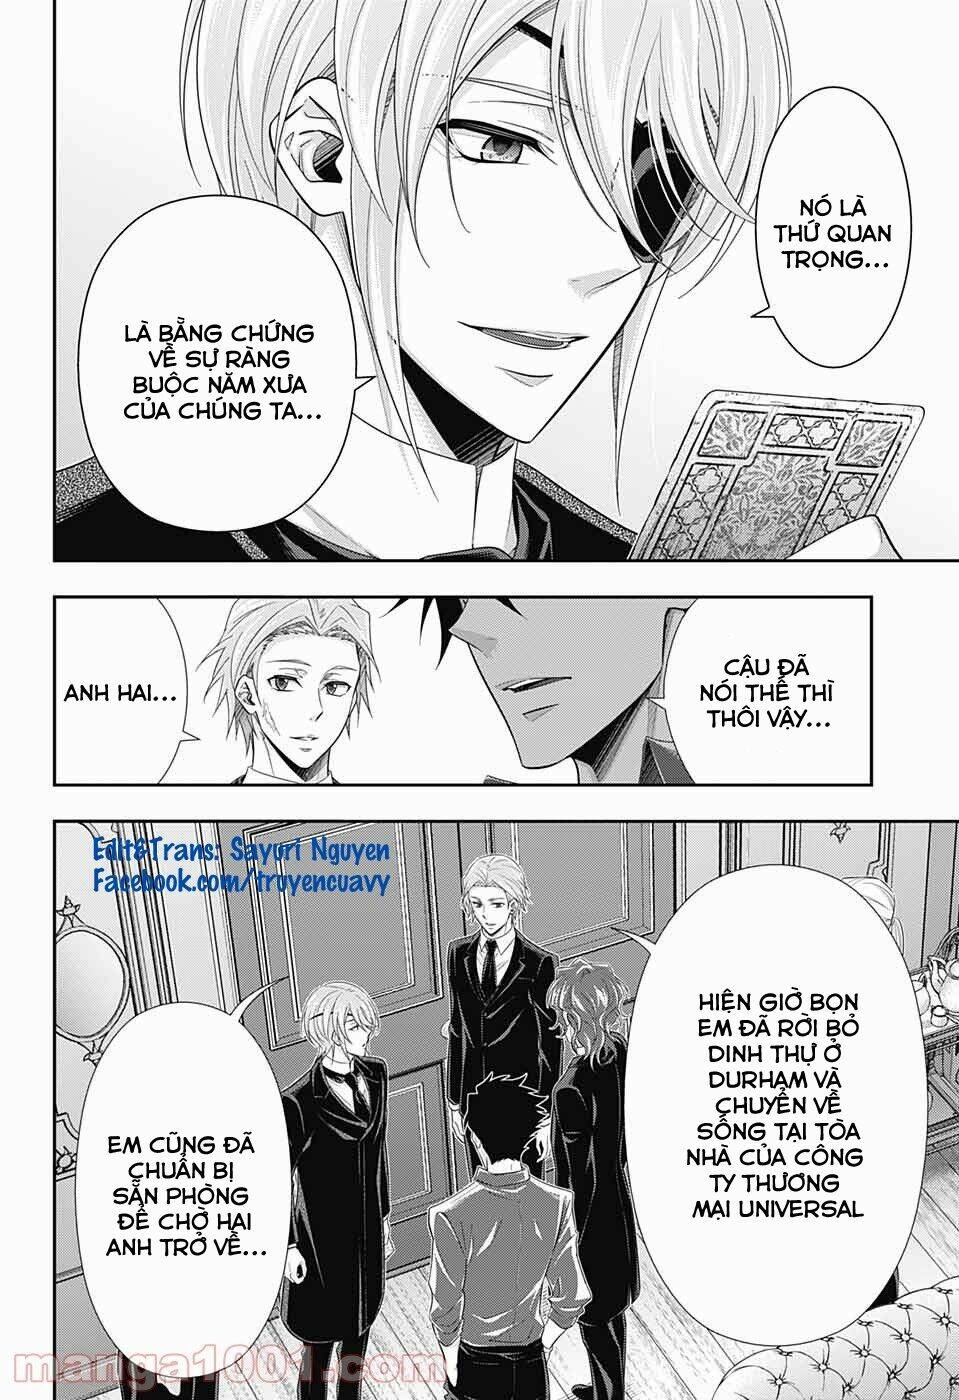 NÓ LÀ
THỨ QUAN
TRỌNG...
LÀ BẰNG CHỨNG
VỀ SỰ RÀNG
BUỘC NĂM XƯA
CỦA CHÚNG TA...
CẬU ĐÃ
NÓI THẾ THÌ
THÔI VẬY...
ANH HAI...
Edit&Trans: Sayuri Nguyen
Facebook.com/truyencuavy
HIỆN GIỜ BỌN
EM ĐÃ RỜI BỎ
DINH THỰ Ở
DURHAM VÀ
CHUYỂN VỀ
SỐNG TẠI TÒA
NHÀ CỦA CÔNG
TY THƯƠNG
MẠI UNIVERSAL
EM CŨNG ĐÃ
CHUẨN BỊ
SẴN PHÒNG
ĐỂ CHỜ HAI
ANH TRỞ VỀ...
manga1001.com